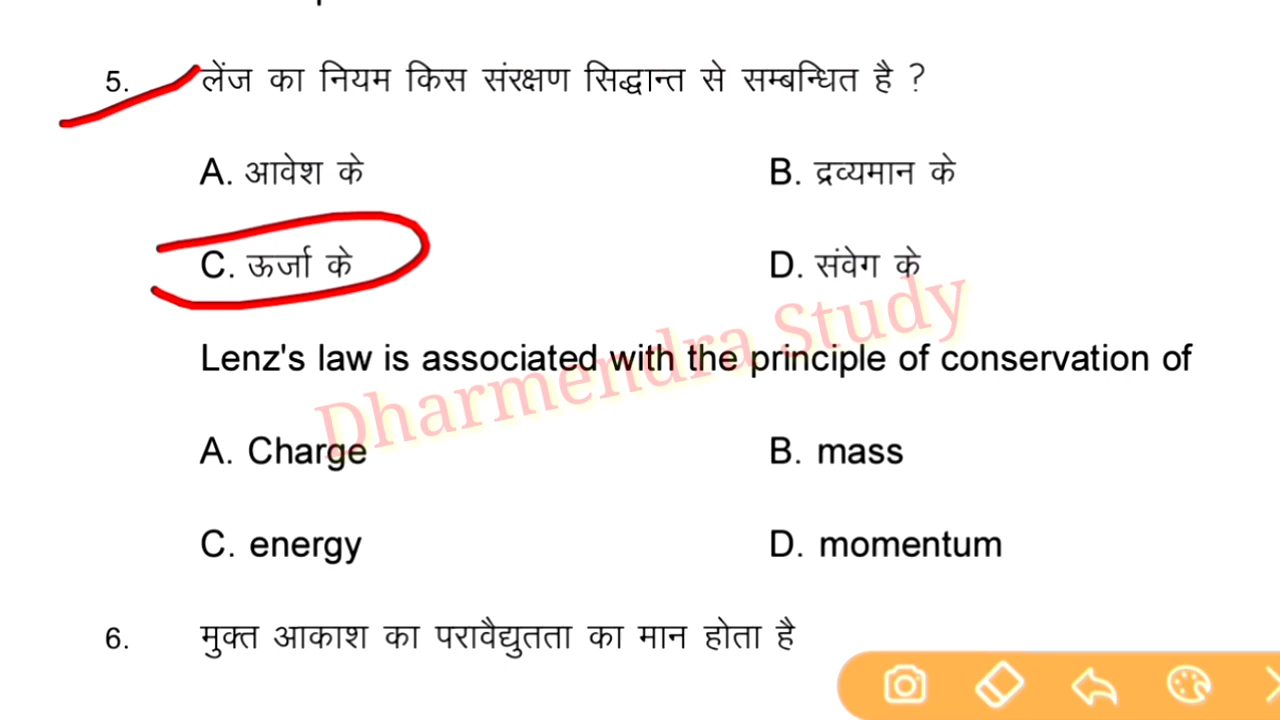 5. लेंज का नियम किस संरक्षण सिद्धान्त से सम्बन्धित है ?
A. आवेश के B. द्रव्यमान के
C. ऊर्जा के D. संवेग के
Lenz's law is associated with the principle of conservation of
Dharmendra Study
A. Charge B. mass
C. energy D. momentum
6. मुक्त आकाश का परावैद्युतता का मान होता है